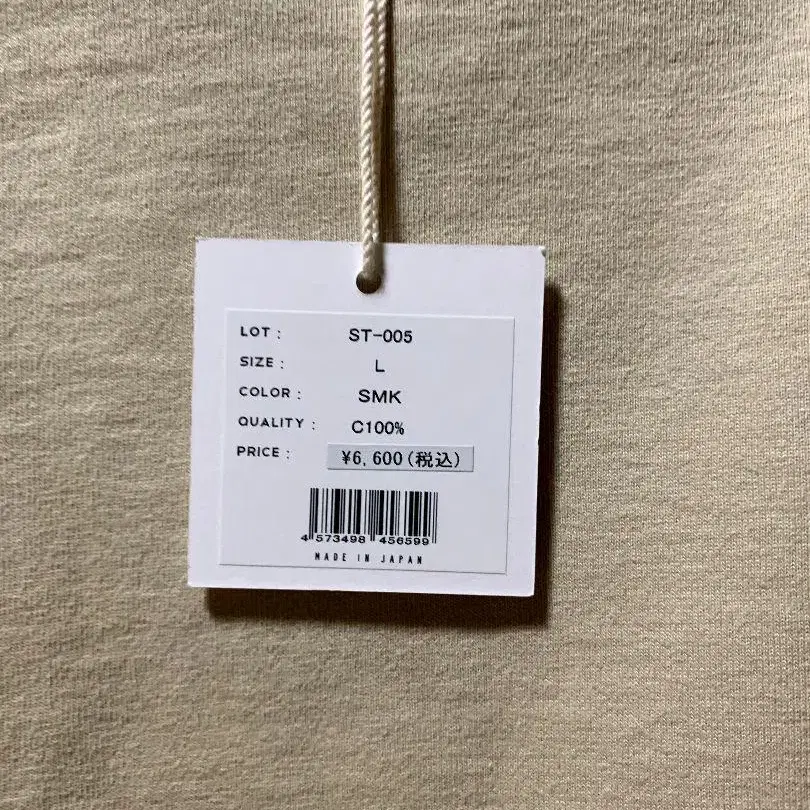 LOT : ST-005
SIZE : L
COLOR : SMK
QUALITY : C100%
PRICE : ¥6,600(税込)
4 573498 456599
MADE IN JAPAN